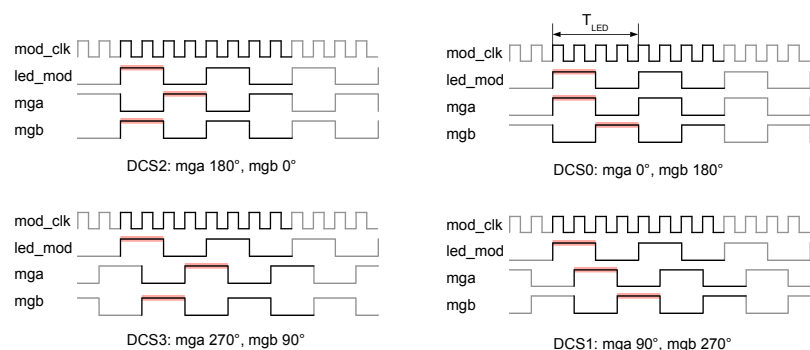 mod_clk
led_mod
mga
mgb
DCS2: mga 180°, mgb 0°
T_LED
mod_clk
led_mod
mga
mgb
DCS0: mga 0°, mgb 180°
mod_clk
led_mod
mga
mgb
DCS3: mga 270°, mgb 90°
mod_clk
led_mod
mga
mgb
DCS1: mga 90°, mgb 270°